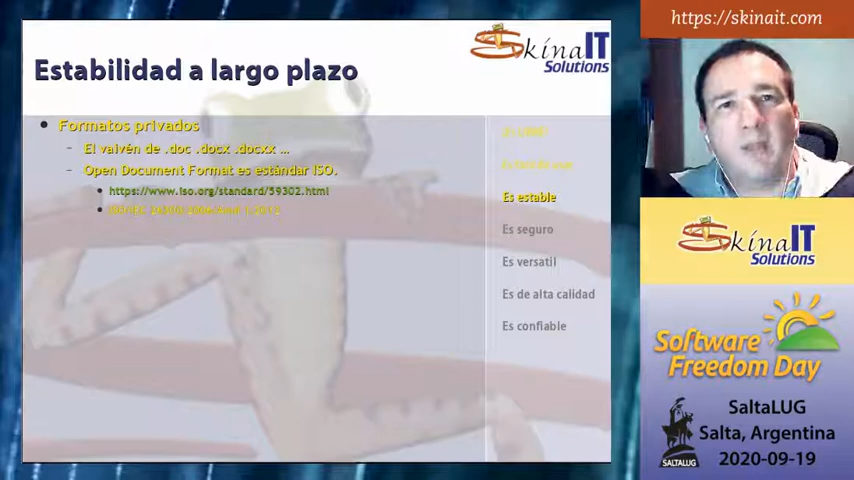 Estabilidad a largo plazo
SkínaIT
Solutions
Formatos privados
– El vaivén de .doc .docx .docxx ...
– Open Document Format es estándar ISO.
https://www.iso.org/standard/59302.html
Es estable
Es seguro
Es versatil
Es de alta calidad
Es confiable
https://skinait.com
SkínaIT
Solutions
Software
Freedom Day
SaltaLUG
Salta, Argentina
2020-09-19
SALTALUG